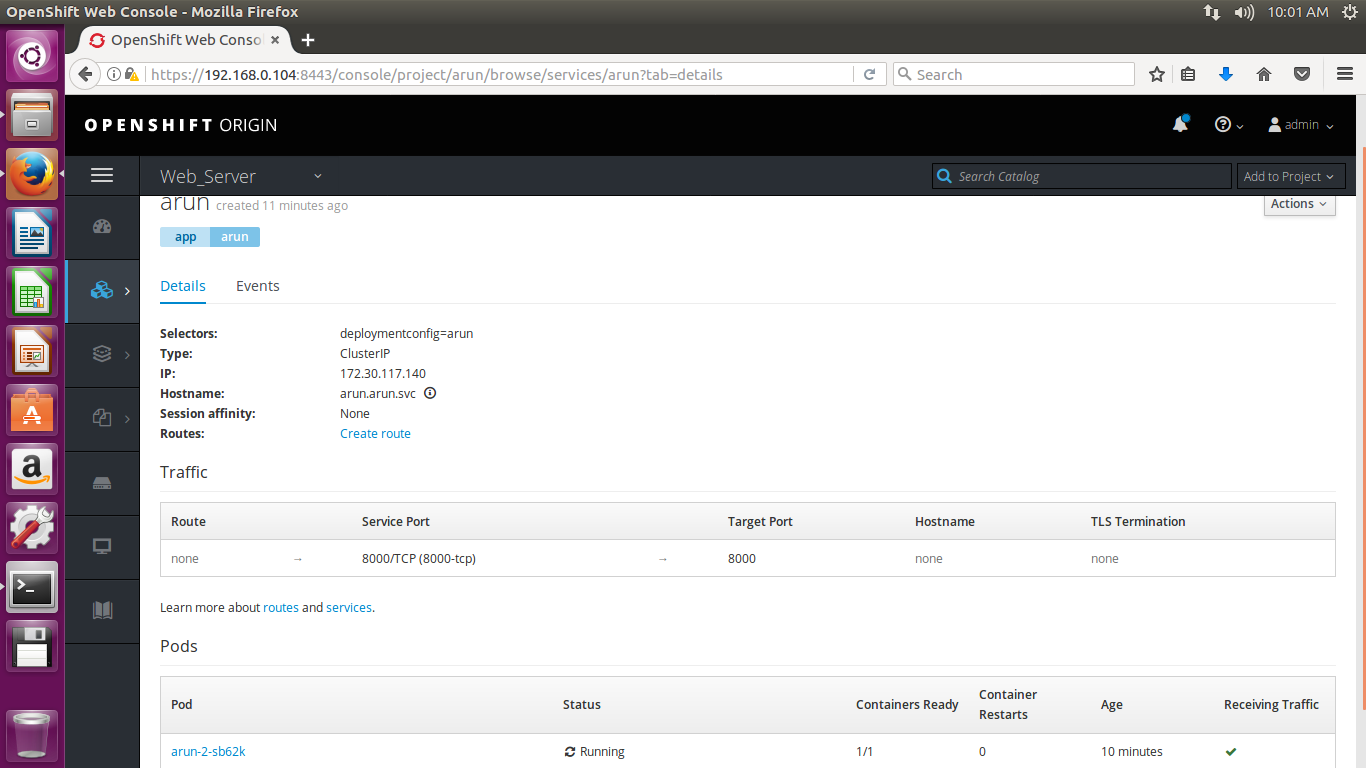 OpenShift Web Console - Mozilla Firefox
10:01 AM
OpenShift Web Conso
https://192.168.0.104:8443/console/project/arun/browse/services/arun?tab=details
Search
OPENSHIFT ORIGIN
admin
Web_Server
Search Catalog
Add to Project
arun created 11 minutes ago
Actions
app arun
Details Events
Selectors: deploymentconfig=arun
Type: ClusterIP
IP: 172.30.117.140
Hostname: arun.arun.svc
Session affinity: None
Routes: Create route
Traffic
Route Service Port Target Port Hostname TLS Termination
none → 8000/TCP (8000-tcp) → 8000 none none
Learn more about routes and services.
Pods
Pod Status Containers Ready Container Restarts Age Receiving Traffic
arun-2-sb62k Running 1/1 0 10 minutes